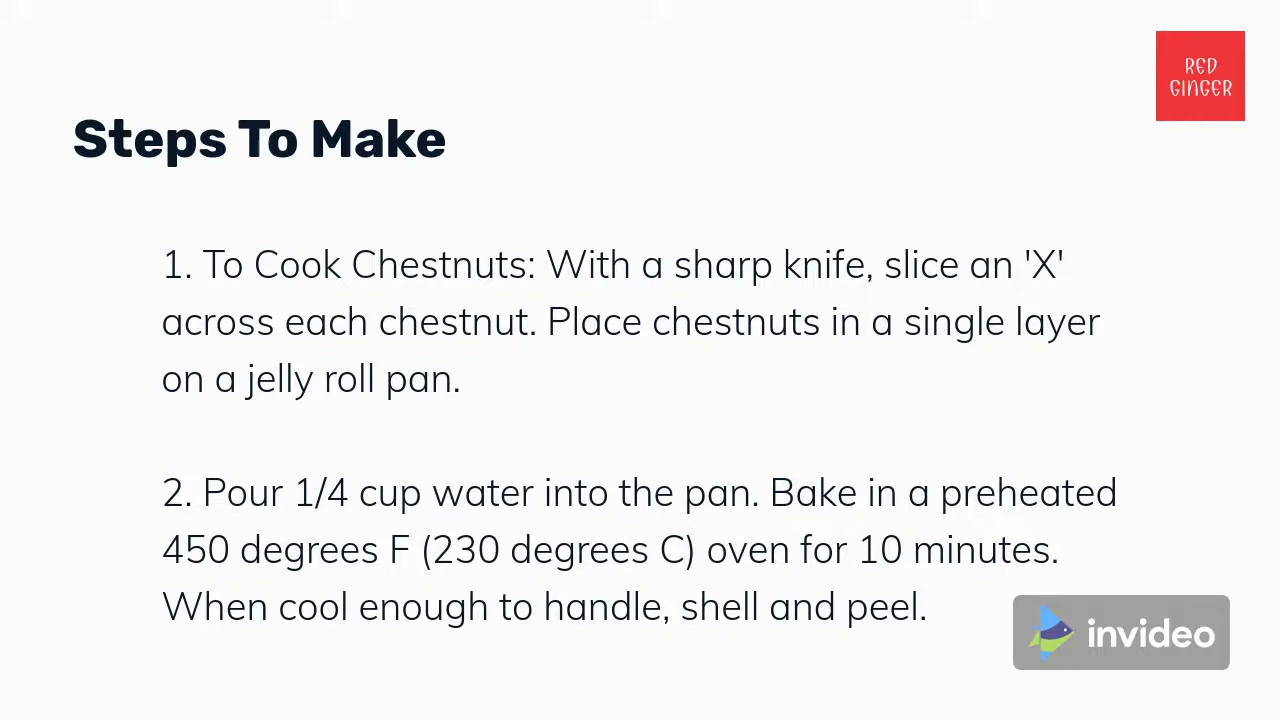 RED
GINGER
Steps To Make
1. To Cook Chestnuts: With a sharp knife, slice an 'X'
across each chestnut. Place chestnuts in a single layer
on a jelly roll pan.
2. Pour 1/4 cup water into the pan. Bake in a preheated
450 degrees F (230 degrees C) oven for 10 minutes.
When cool enough to handle, shell and peel.
invideo